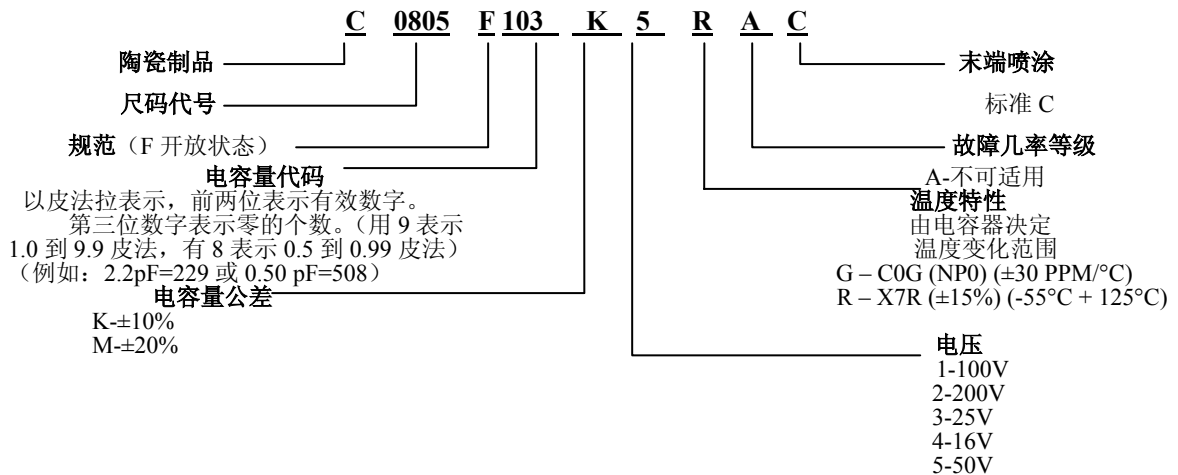 C 0805 F 103 K 5 R A C
陶瓷制品
末端喷涂
尺码代号
标准 C
规范（F 开放状态）
故障几率等级
电容量代码
A-不可适用
以皮法拉表示，前两位表示有效数字。
温度特性
第三位数字表示零的个数。（用 9 表示
由电容器决定
1.0 到 9.9 皮法，有 8 表示 0.5 到 0.99 皮法）
温度变化范围
（例如：2.2pF=229 或 0.50 pF=508）
G – C0G (NP0) (±30 PPM/°C)
电容量公差
R – X7R (±15%) (-55°C + 125°C)
K-±10%
M-±20%
电压
1-100V
2-200V
3-25V
4-16V
5-50V